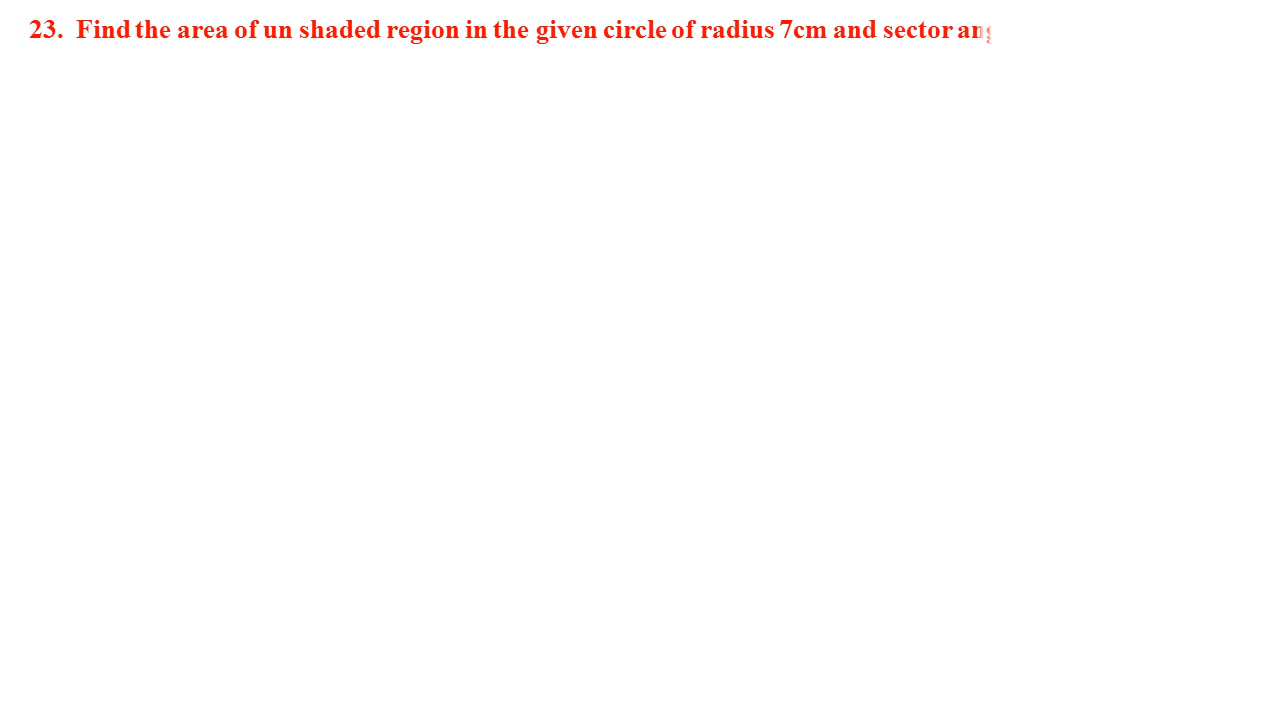 23. Find the area of un shaded region in the given circle of radius 7cm and sector